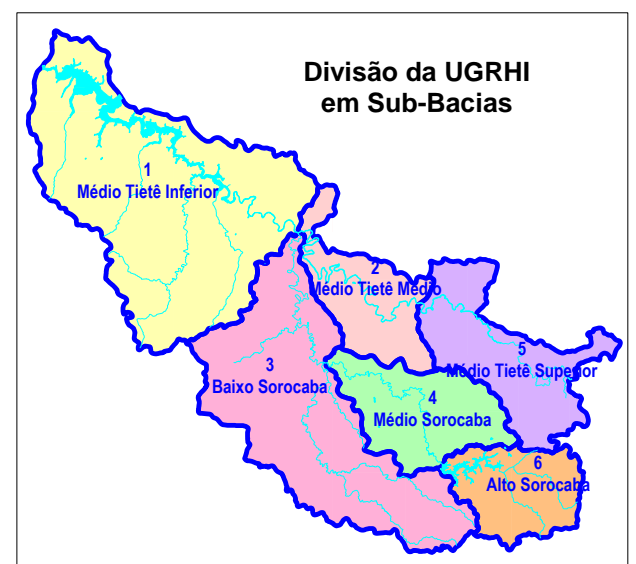 Divisão da UGRHI
em Sub-Bacias
1
Médio Tietê Inferior
2
Médio Tietê Médio
3
Baixo Sorocaba
4
Médio Sorocaba
5
Médio Tietê Superior
6
Alto Sorocaba